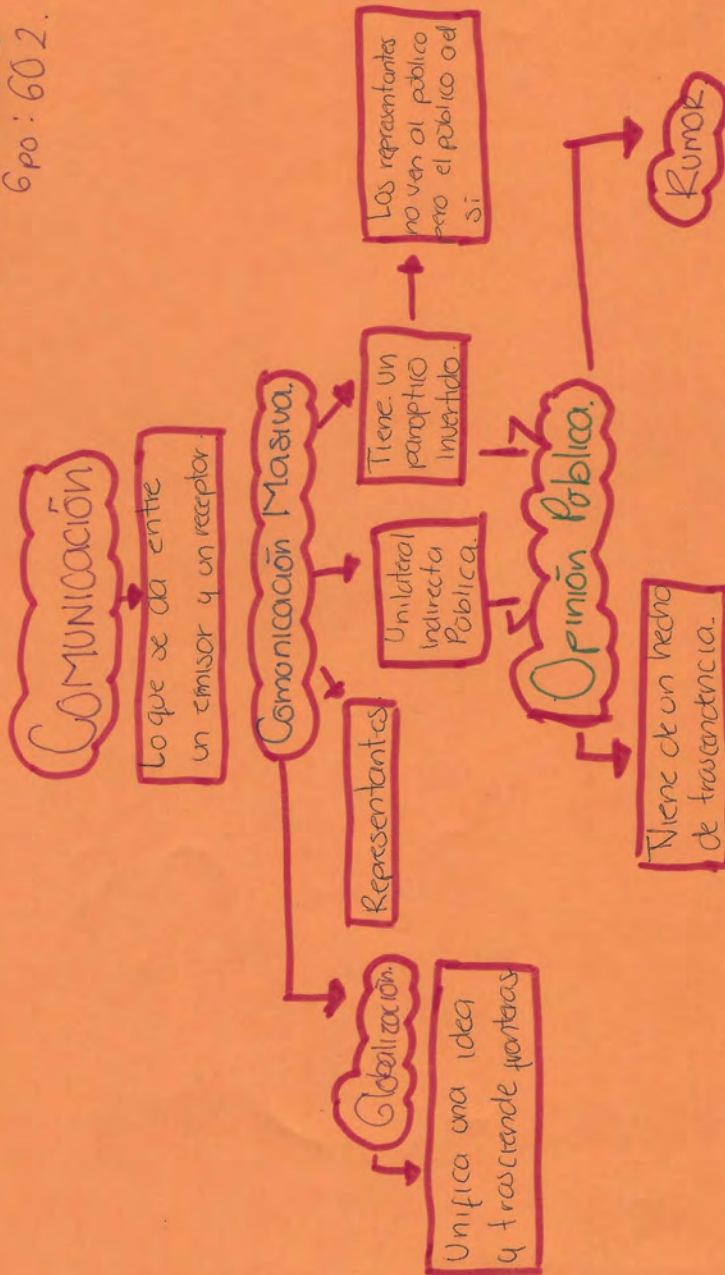 Gpo: 602.
COMUNICACIÓN
Lo que se da entre
un emisor y un receptor.
Comunicación Masiva.
Globalización.
Unifica una idea
y trasciende fronteras
Representantes.
Unilateral
Indirecta
Pública.
Tiene un
panoptico
invertido.
Los representantes
no ven al público
pero el público ael
si
Opinión Pública.
Viene de un hecho
de trascendencia.
Rumor.